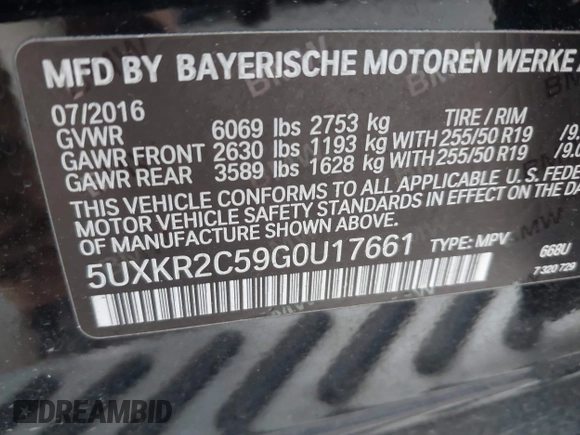 MFD BY BAYERISCHE MOTOREN WERKE
07/2016 TIRE / RIM
GVWR 6069 lbs 2753 kg
GAWR FRONT 2630 lbs 1193 kg WITH 255/50 R19
GAWR REAR 3589 lbs 1628 kg WITH 255/50 R19 /9.0
THIS VEHICLE CONFORMS TO ALL APPLICABLE U.S.
MOTOR VEHICLE SAFETY STANDARDS IN EFFECT ON THE
MANUFACTURE SHOWN ABOVE.
5UXKR2C59G0U17661 TYPE: MPV 668U
7 320 729
DREAMBID